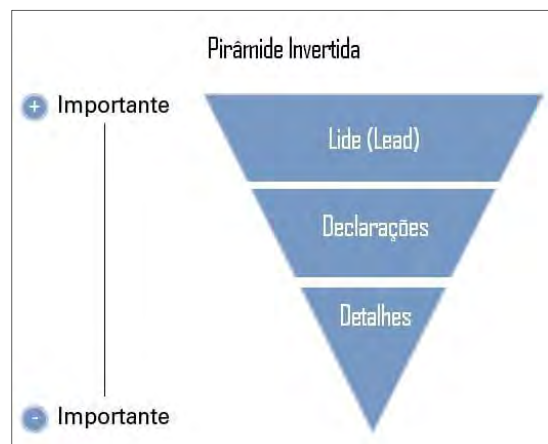 Pirâmide Invertida
+ Importante
Lide (Lead)
Declarações
Detalhes
- Importante